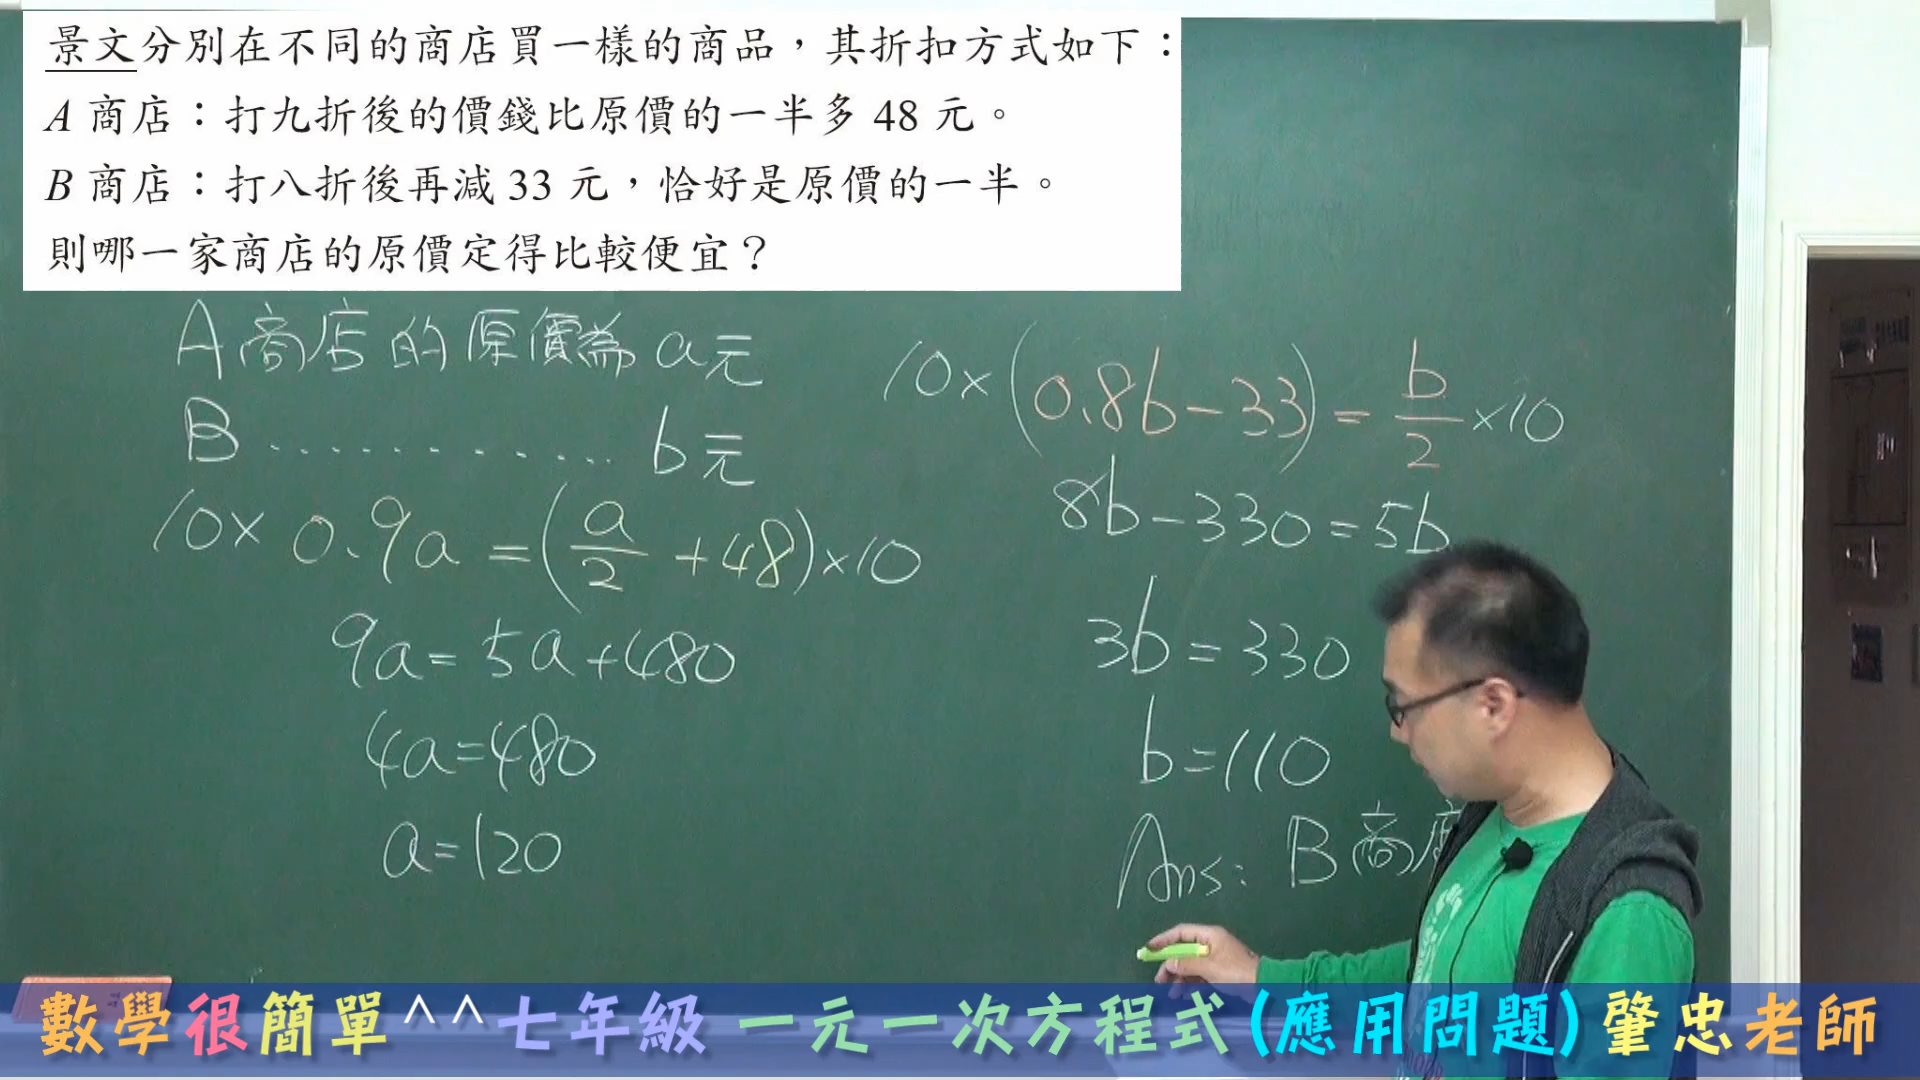 景文分別在不同的商店買一樣的商品，其折扣方式如下：
A 商店：打九折後的價錢比原價的一半多 48 元。
B 商店：打八折後再減 33 元，恰好是原價的一半。
則哪一家商店的原價定得比較便宜？
A商店的原價為 a元
B ............ b元
10× 0.9a = (a/2 + 48)×10
9a = 5a+480
4a=480
a=120
10×(0.8b-33) = b/2 ×10
8b-330=5b
3b=330
b=110
Ans: B商店
數學很簡單^^七年級 一元一次方程式(應用問題)肇忠老師